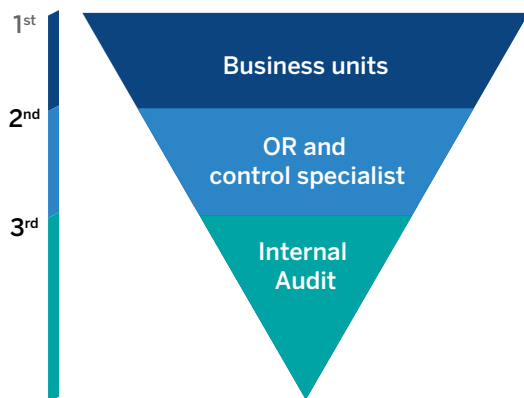 1st
Business units
2nd
OR and
control specialist
3rd
Internal
Audit